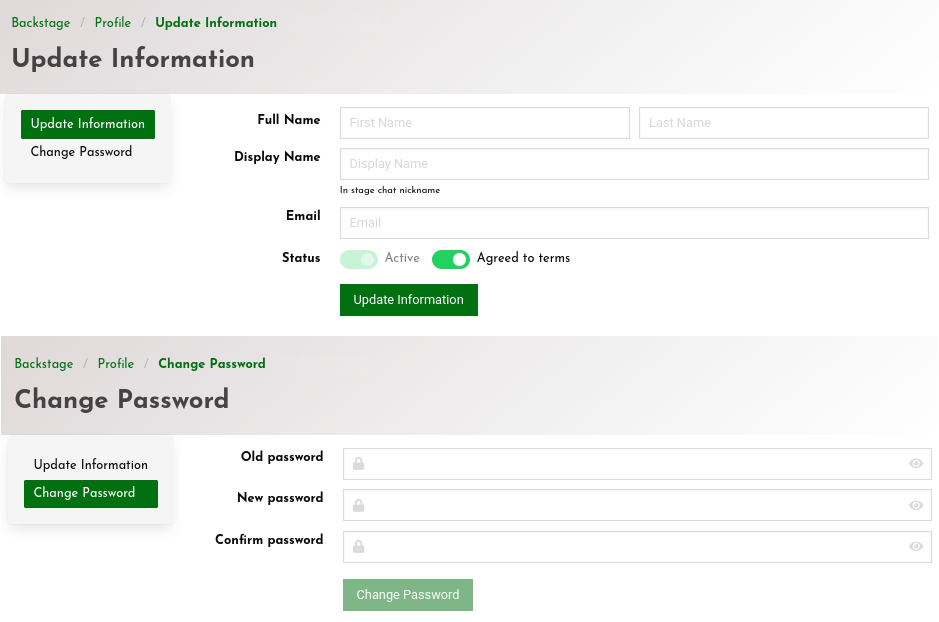 Backstage / Profile / Update Information
Update Information
Update Information
Change Password
Full Name First Name Last Name
Display Name Display Name
In stage chat nickname
Email Email
Status Active Agreed to terms
Update Information
Backstage / Profile / Change Password
Change Password
Update Information
Change Password
Old password
New password
Confirm password
Change Password